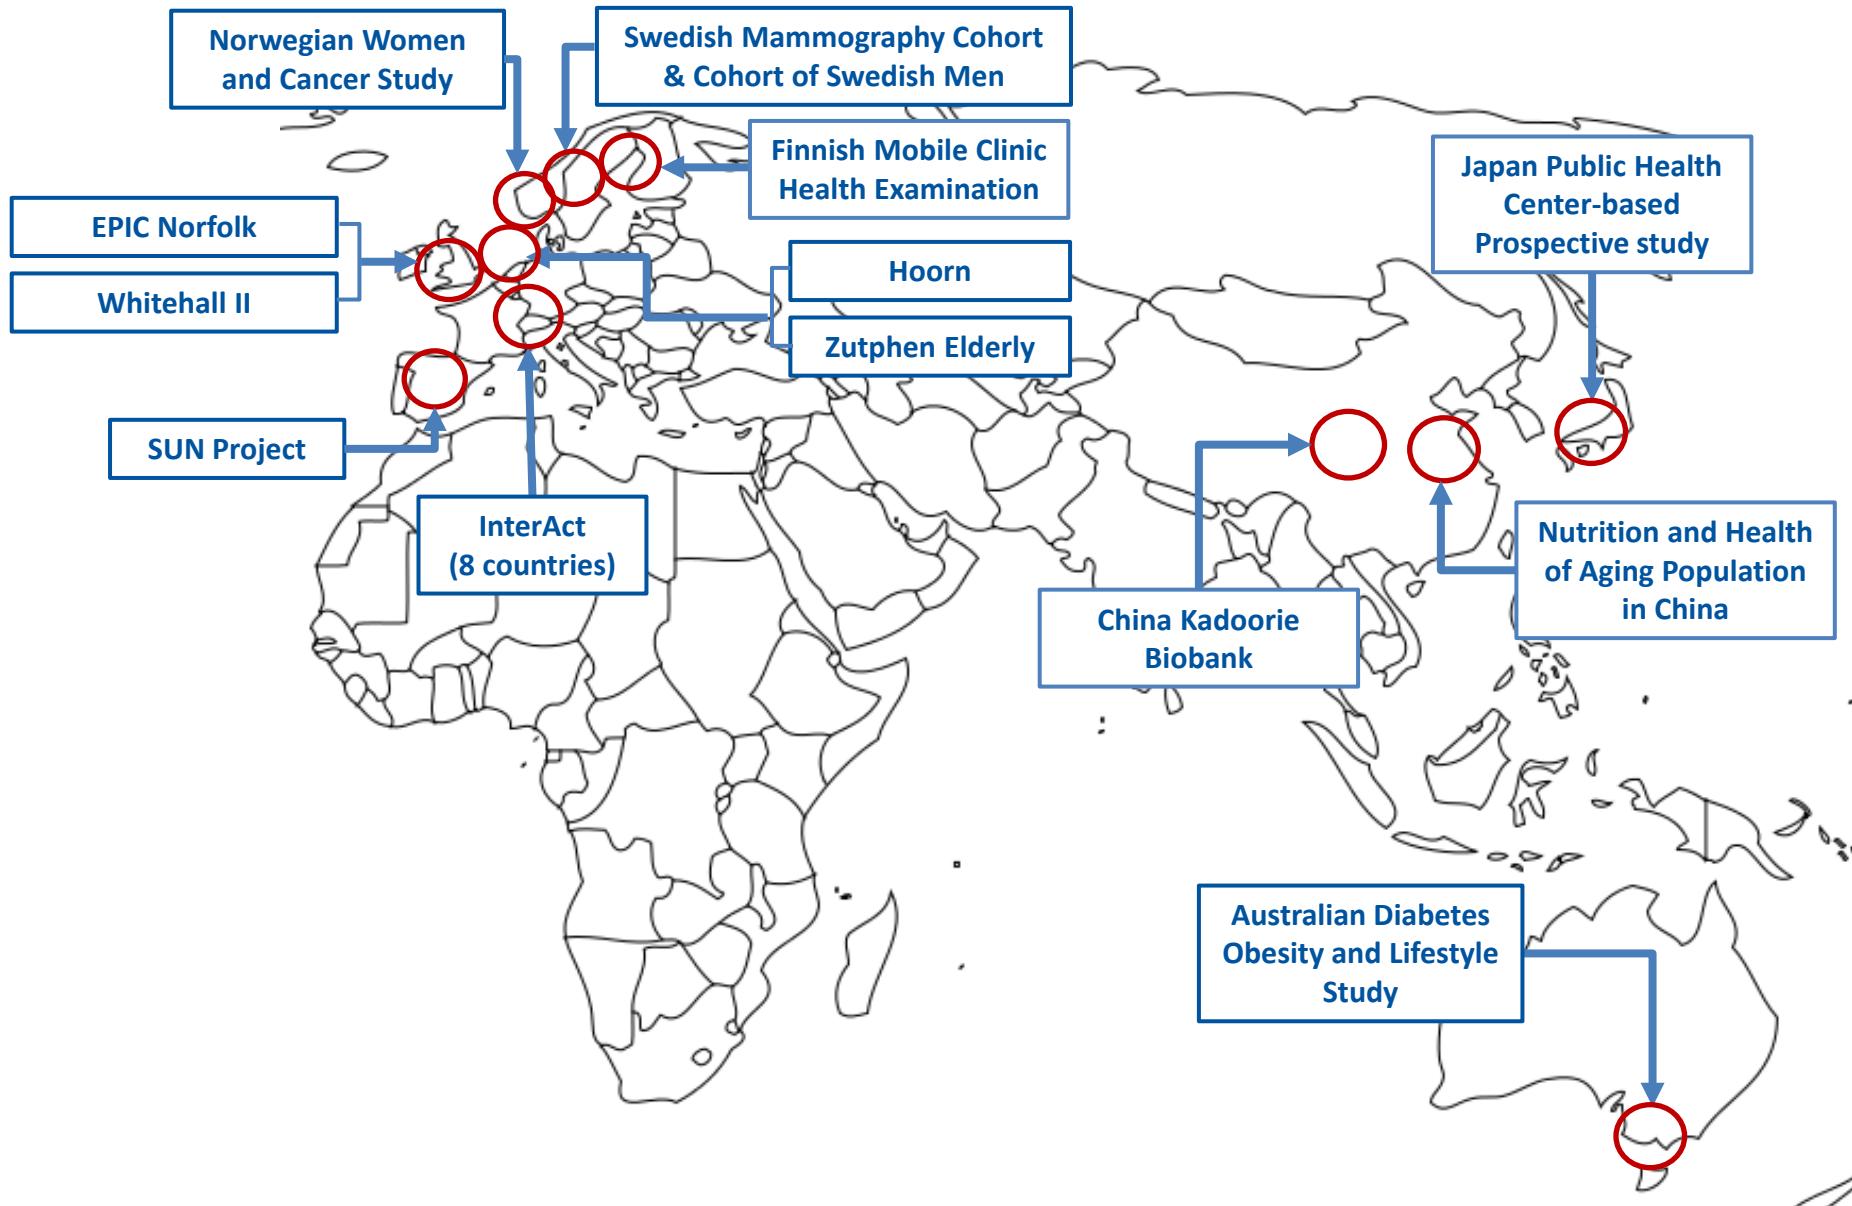 Norwegian Women
and Cancer Study
Swedish Mammography Cohort
& Cohort of Swedish Men
Finnish Mobile Clinic
Health Examination
Japan Public Health
Center-based
Prospective study
EPIC Norfolk
Whitehall II
Hoorn
Zutphen Elderly
SUN Project
InterAct
(8 countries)
Nutrition and Health
of Aging Population
in China
China Kadoorie
Biobank
Australian Diabetes
Obesity and Lifestyle
Study